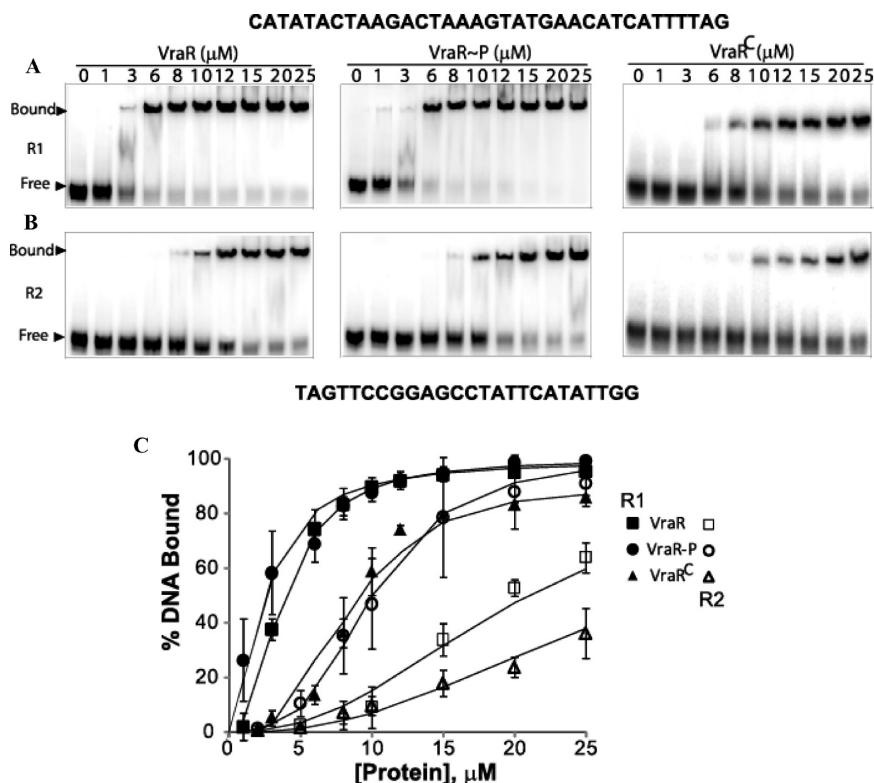 CATATACTAAGACTAAAGTATGAACATCATTTTAG
VraR (μM)
VraR~P (μM)
VraR^C (μM)
A
0 1 3 6 8 10 12 15 20 25
0 1 3 6 8 10 12 15 20 25
0 1 3 6 8 10 12 15 20 25
Bound
R1
Free
B
Bound
R2
Free
TAGTTCCGGAGCCTATTCATATTGG
C
% DNA Bound
100
80
60
40
20
0
0 5 10 15 20 25
[Protein], μM
R1
VraR
VraR-P
VraR^C
R2